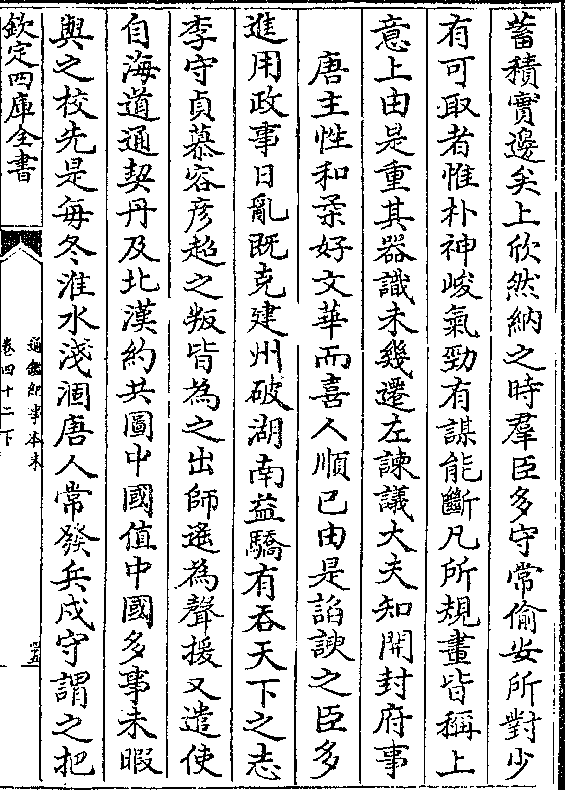 蓄積實邊矣上欣然納之時羣臣多守常偷安所對少
有可取者惟朴神峻氣勁有謀能斷凡所規畫皆稱上
意上由是重其器識未幾遷左諫議大夫知開封府事
唐主性和柔好文華而喜人順已由是諂諛之臣多
進用政事日亂既克建州破湖南益驕有吞天下之志
李守貞慕容彦超之叛皆為之出師遙為聲援又遣使
自海道通契丹及北漢約共圖中國值中國多事未暇
與之校先是每冬淮水淺涸唐人常發兵戍守謂之把
欽定四庫全書
通鑑紀事本末
卷四十二下
四五